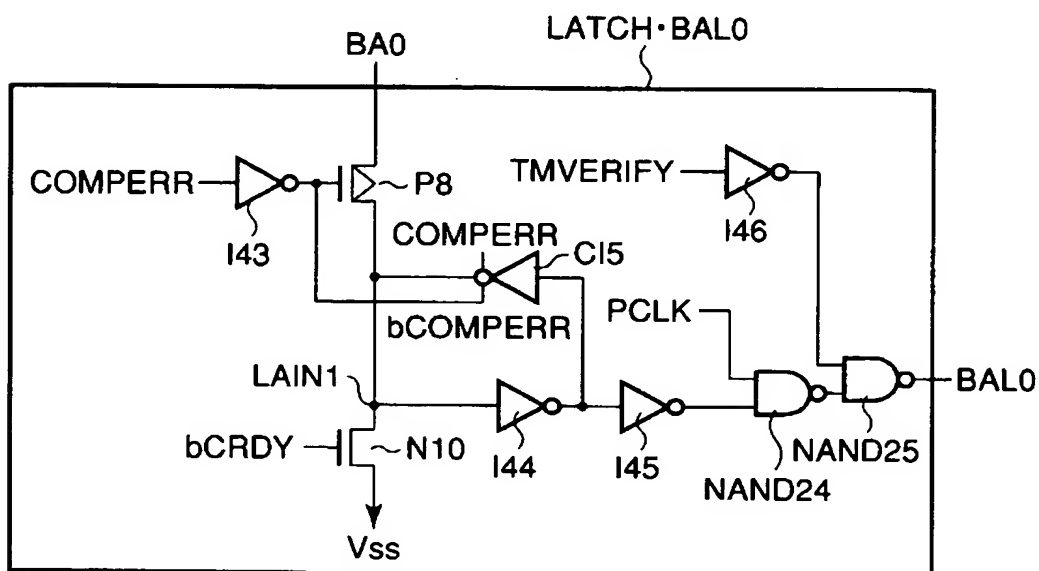 LATCH·BAL0
BA0
COMPERR
I43
P8
TMVERIFY
I46
COMPERR
CI5
bCOMPERR
PCLK
LAIN1
BAL0
bCRDY
N10
I44
I45
NAND25
NAND24
Vss